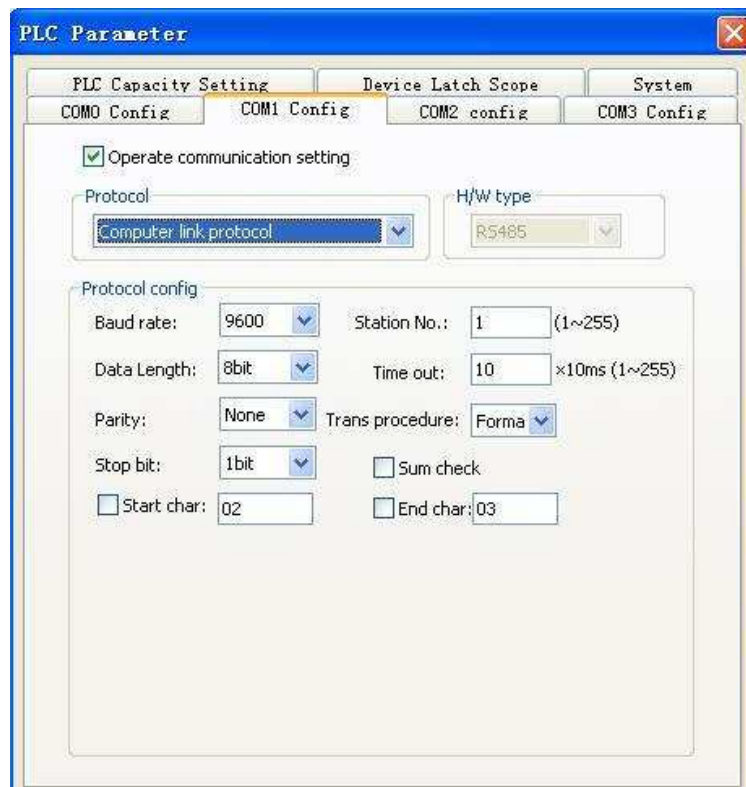 PLC Parameter
PLC Capacity Setting Device Latch Scope System
COM0 Config COM1 Config COM2 config COM3 Config
Operate communication setting
Protocol H/W type
Computer link protocol RS485
Protocol config
Baud rate: 9600 Station No.: 1 (1~255)
Data Length: 8bit Time out: 10 ×10ms (1~255)
Parity: None Trans procedure: Forma
Stop bit: 1bit Sum check
Start char: 02 End char: 03